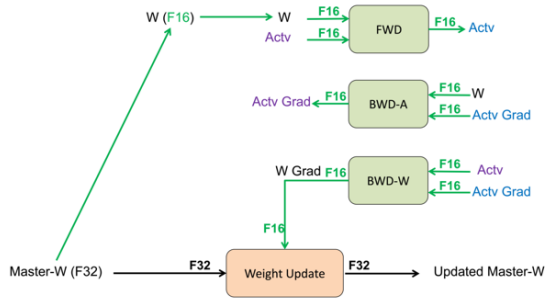 W (F16)
W
F16
Actv
F16
FWD
F16
Actv
Actv Grad
F16
BWD-A
F16
W
F16
Actv Grad
W Grad
F16
BWD-W
F16
Actv
F16
Actv Grad
F16
Master-W (F32)
F32
Weight Update
F32
Updated Master-W